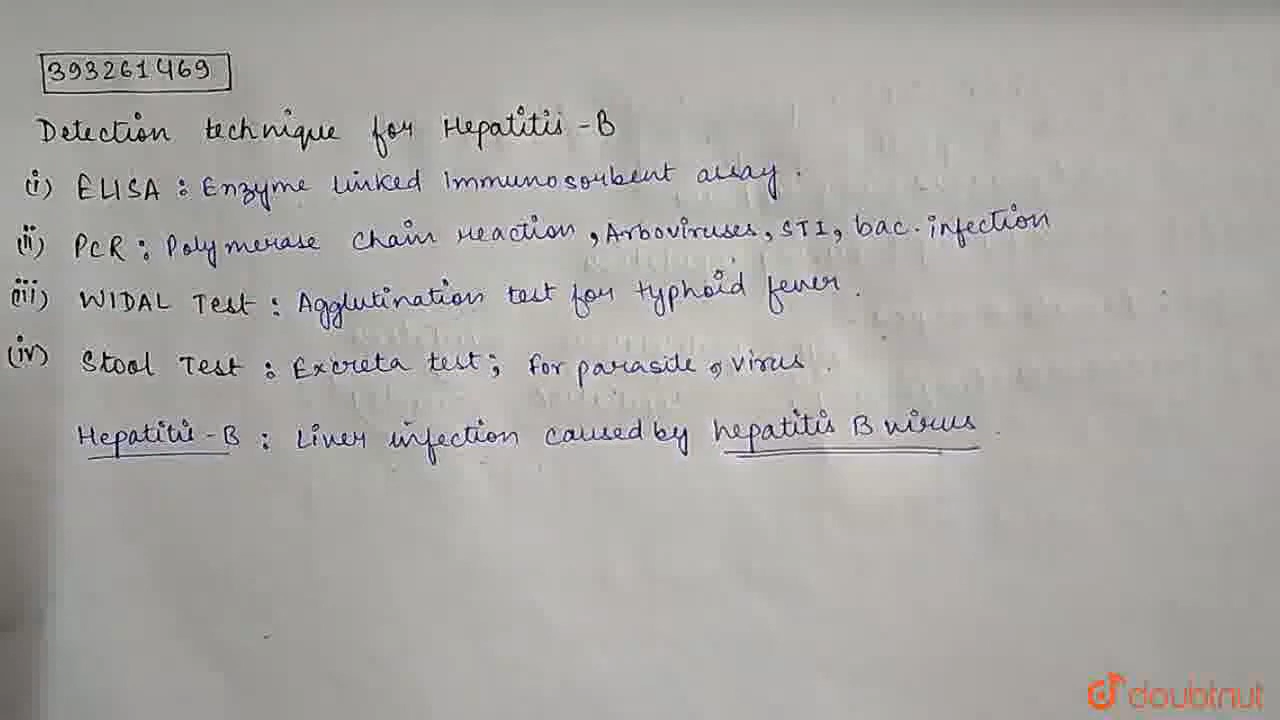 393261469
Detection technique for Hepatitis-B
(i) ELISA : Enzyme linked Immunosorbent assay.
(ii) PCR : Polymerase Chain reaction, Arboviruses, STI, bac. infection
(iii) WIDAL Test : Agglutination test for typhoid fever.
(iv) Stool Test : Excreta test; for parasite, virus.
Hepatitis-B : Liver infection caused by hepatitis B virus.
doubtnut